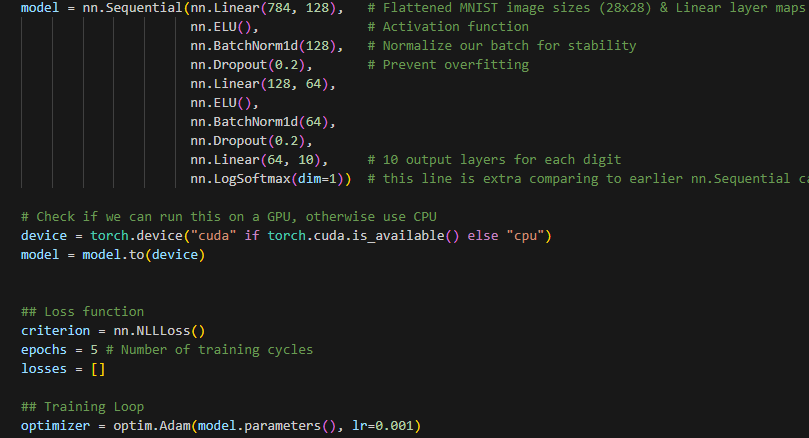 model = nn.Sequential(nn.Linear(784, 128),   # Flattened MNIST image sizes (28x28) & Linear layer maps
                      nn.ELU(),              # Activation function
                      nn.BatchNorm1d(128),   # Normalize our batch for stability
                      nn.Dropout(0.2),       # Prevent overfitting
                      nn.Linear(128, 64),
                      nn.ELU(),
                      nn.BatchNorm1d(64),
                      nn.Dropout(0.2),
                      nn.Linear(64, 10),     # 10 output layers for each digit
                      nn.LogSoftmax(dim=1))  # this line is extra comparing to earlier nn.Sequential
# Check if we can run this on a GPU, otherwise use CPU
device = torch.device("cuda" if torch.cuda.is_available() else "cpu")
model = model.to(device)
## Loss function
criterion = nn.NLLLoss()
epochs = 5 # Number of training cycles
losses = []
## Training Loop
optimizer = optim.Adam(model.parameters(), lr=0.001)